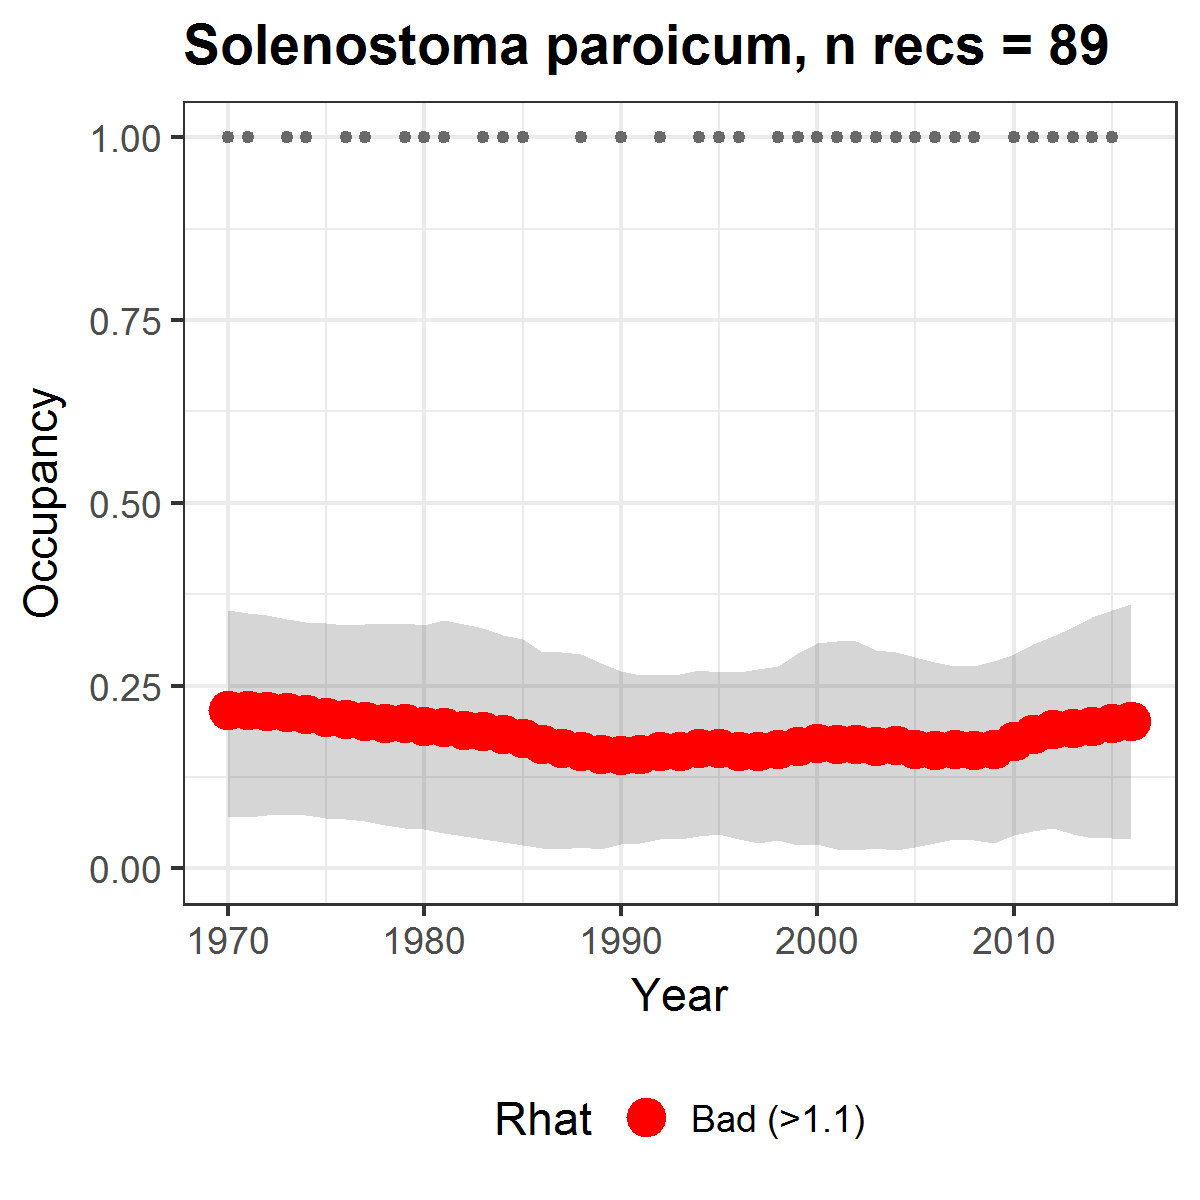 Solenostoma paroicum, n recs = 89
1.00
0.75
0.50
0.25
0.00
Occupancy
1970 1980 1990 2000 2010
Year
Rhat Bad (>1.1)